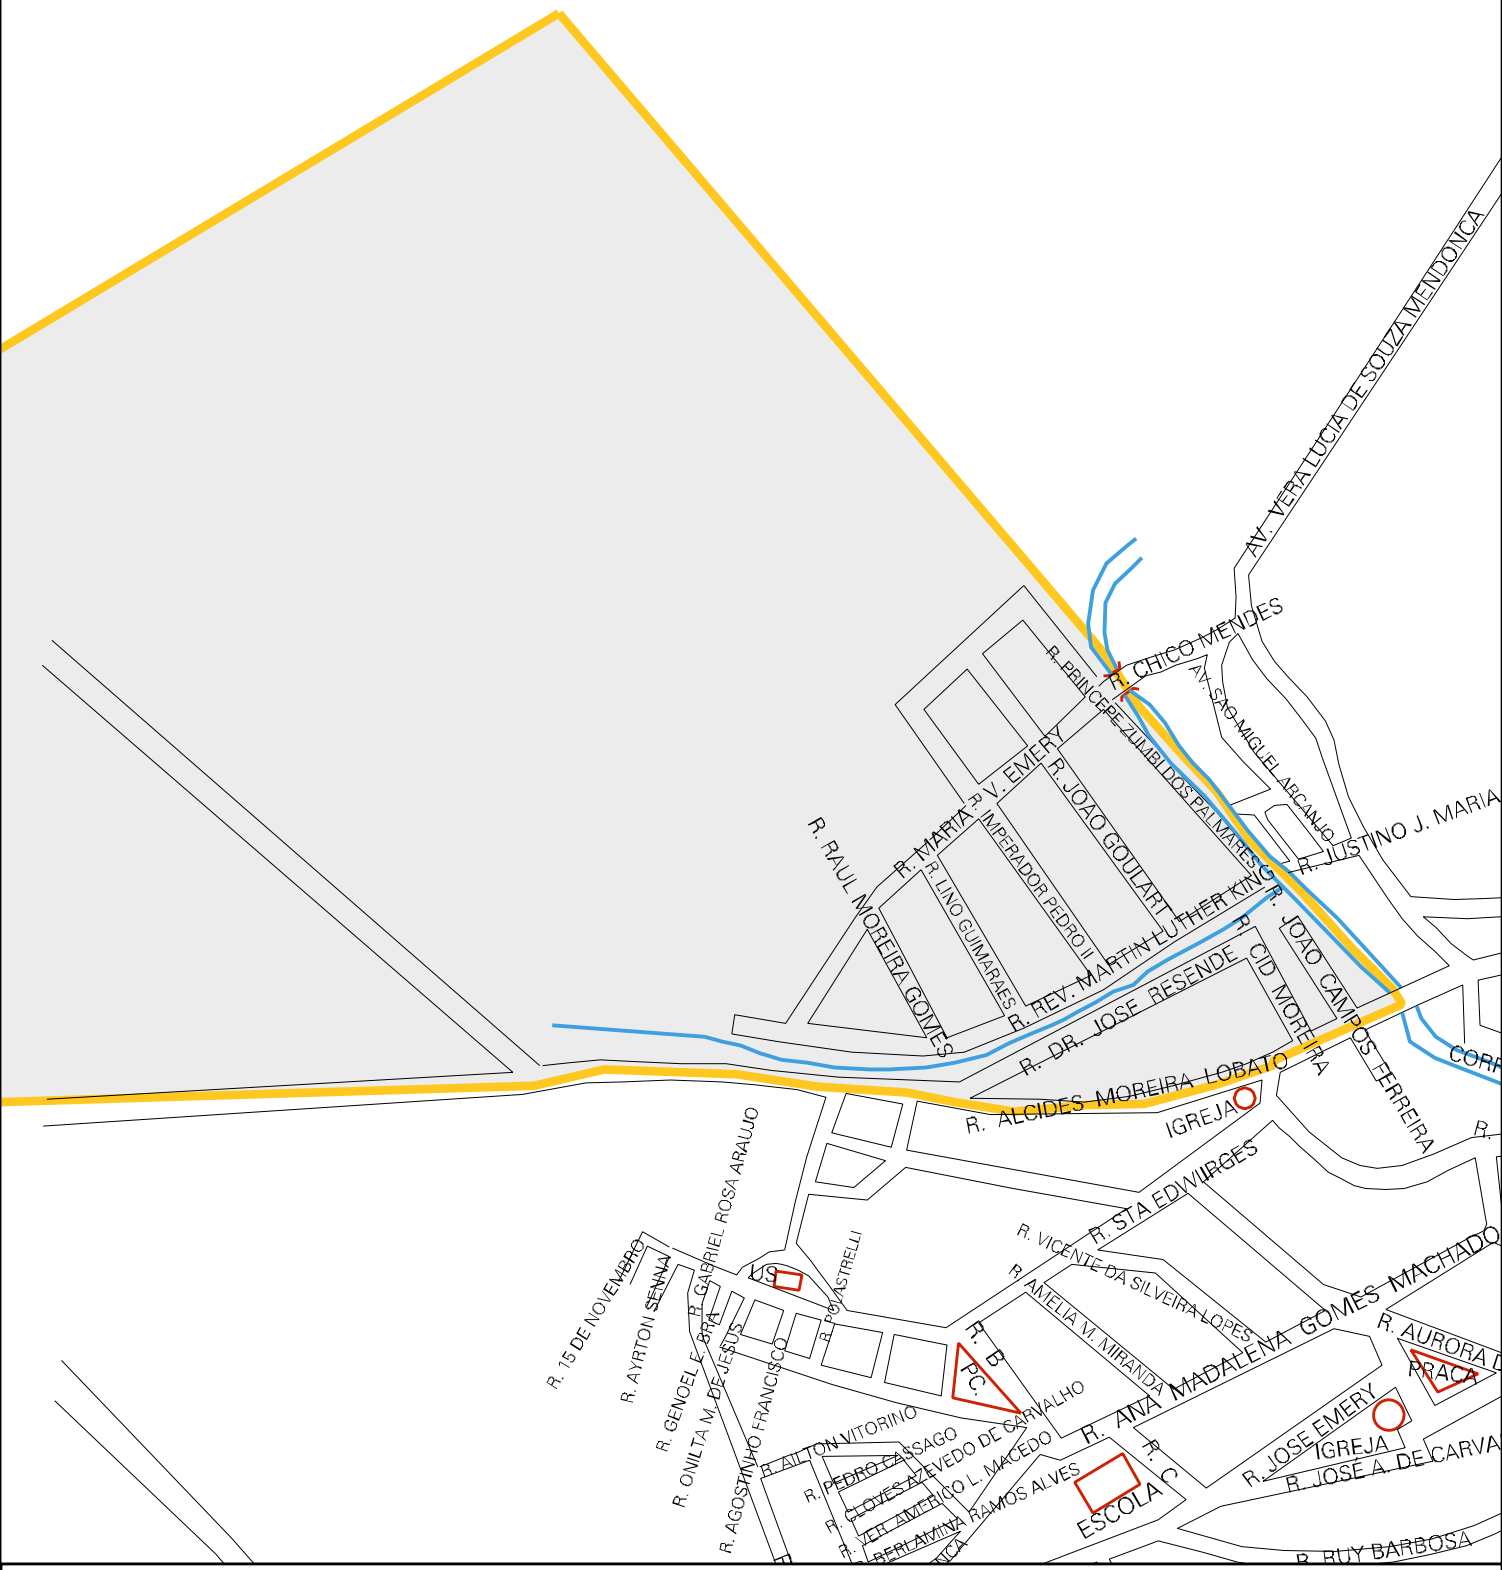 AV. VERA LUCIA DE SOUZA MENDONCA
R. CHICO MENDES
R. PRINCEPE ZUMBI DOS PALMARES
AV. SAO MIGUEL ARCANJO
R. MARIA V. EMERY
R. JOAO GOULART
R. IMPERADOR PEDRO II
R. RAUL MOREIRA GOMES
R. LINO GUIMARAES
R. JUSTINO J. MARIA
R. REV. MARTIN LUTHER KING
R. DR. JOSE RESENDE
R. CID MOREIRA
R. JOAO CAMPOS FERREIRA
R. ALCIDES MOREIRA LOBATO
IGREJA
CORR
R.
R. STA EDWIRGES
R. GABRIEL ROSA ARAUJO
US
R. POLASTRELLI
R. 15 DE NOVEMBRO
R. AYRTON SENNA
R. GENOEL E. BRA
R. ONILTA M. DE JESUS
R. AGOSTINHO FRANCISCO
R. VICENTE DA SILVEIRA LOPES
R. AMELIA M. MIRANDA
R. ANA MADALENA GOMES MACHADO
R. B
PC.
R. AURORA D
PRACA
R. JOSE EMERY
IGREJA
R. JOSE A. DE CARVA
R. C
ESCOLA
R. AILTON VITORINO
R. PEDRO CASSAGO
R. CLOVES AZEVEDO DE CARVALHO
R. VER. AMERICO L. MACEDO
R. BERLAMINA RAMOS ALVES
NCA
R. RUY BARBOSA